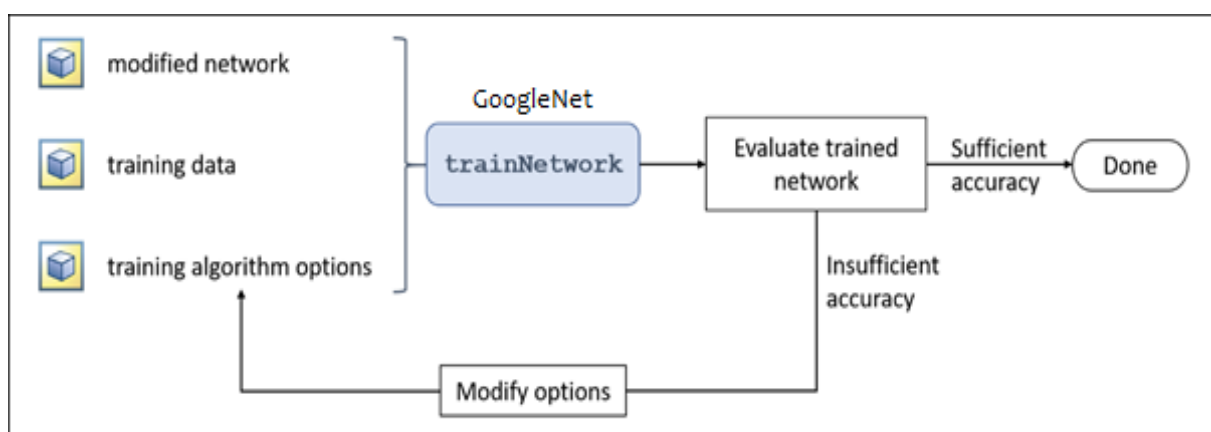 modified network
GoogleNet
trainNetwork
training data
Evaluate trained
network
Sufficient
accuracy
Done
training algorithm options
Insufficient
accuracy
Modify options